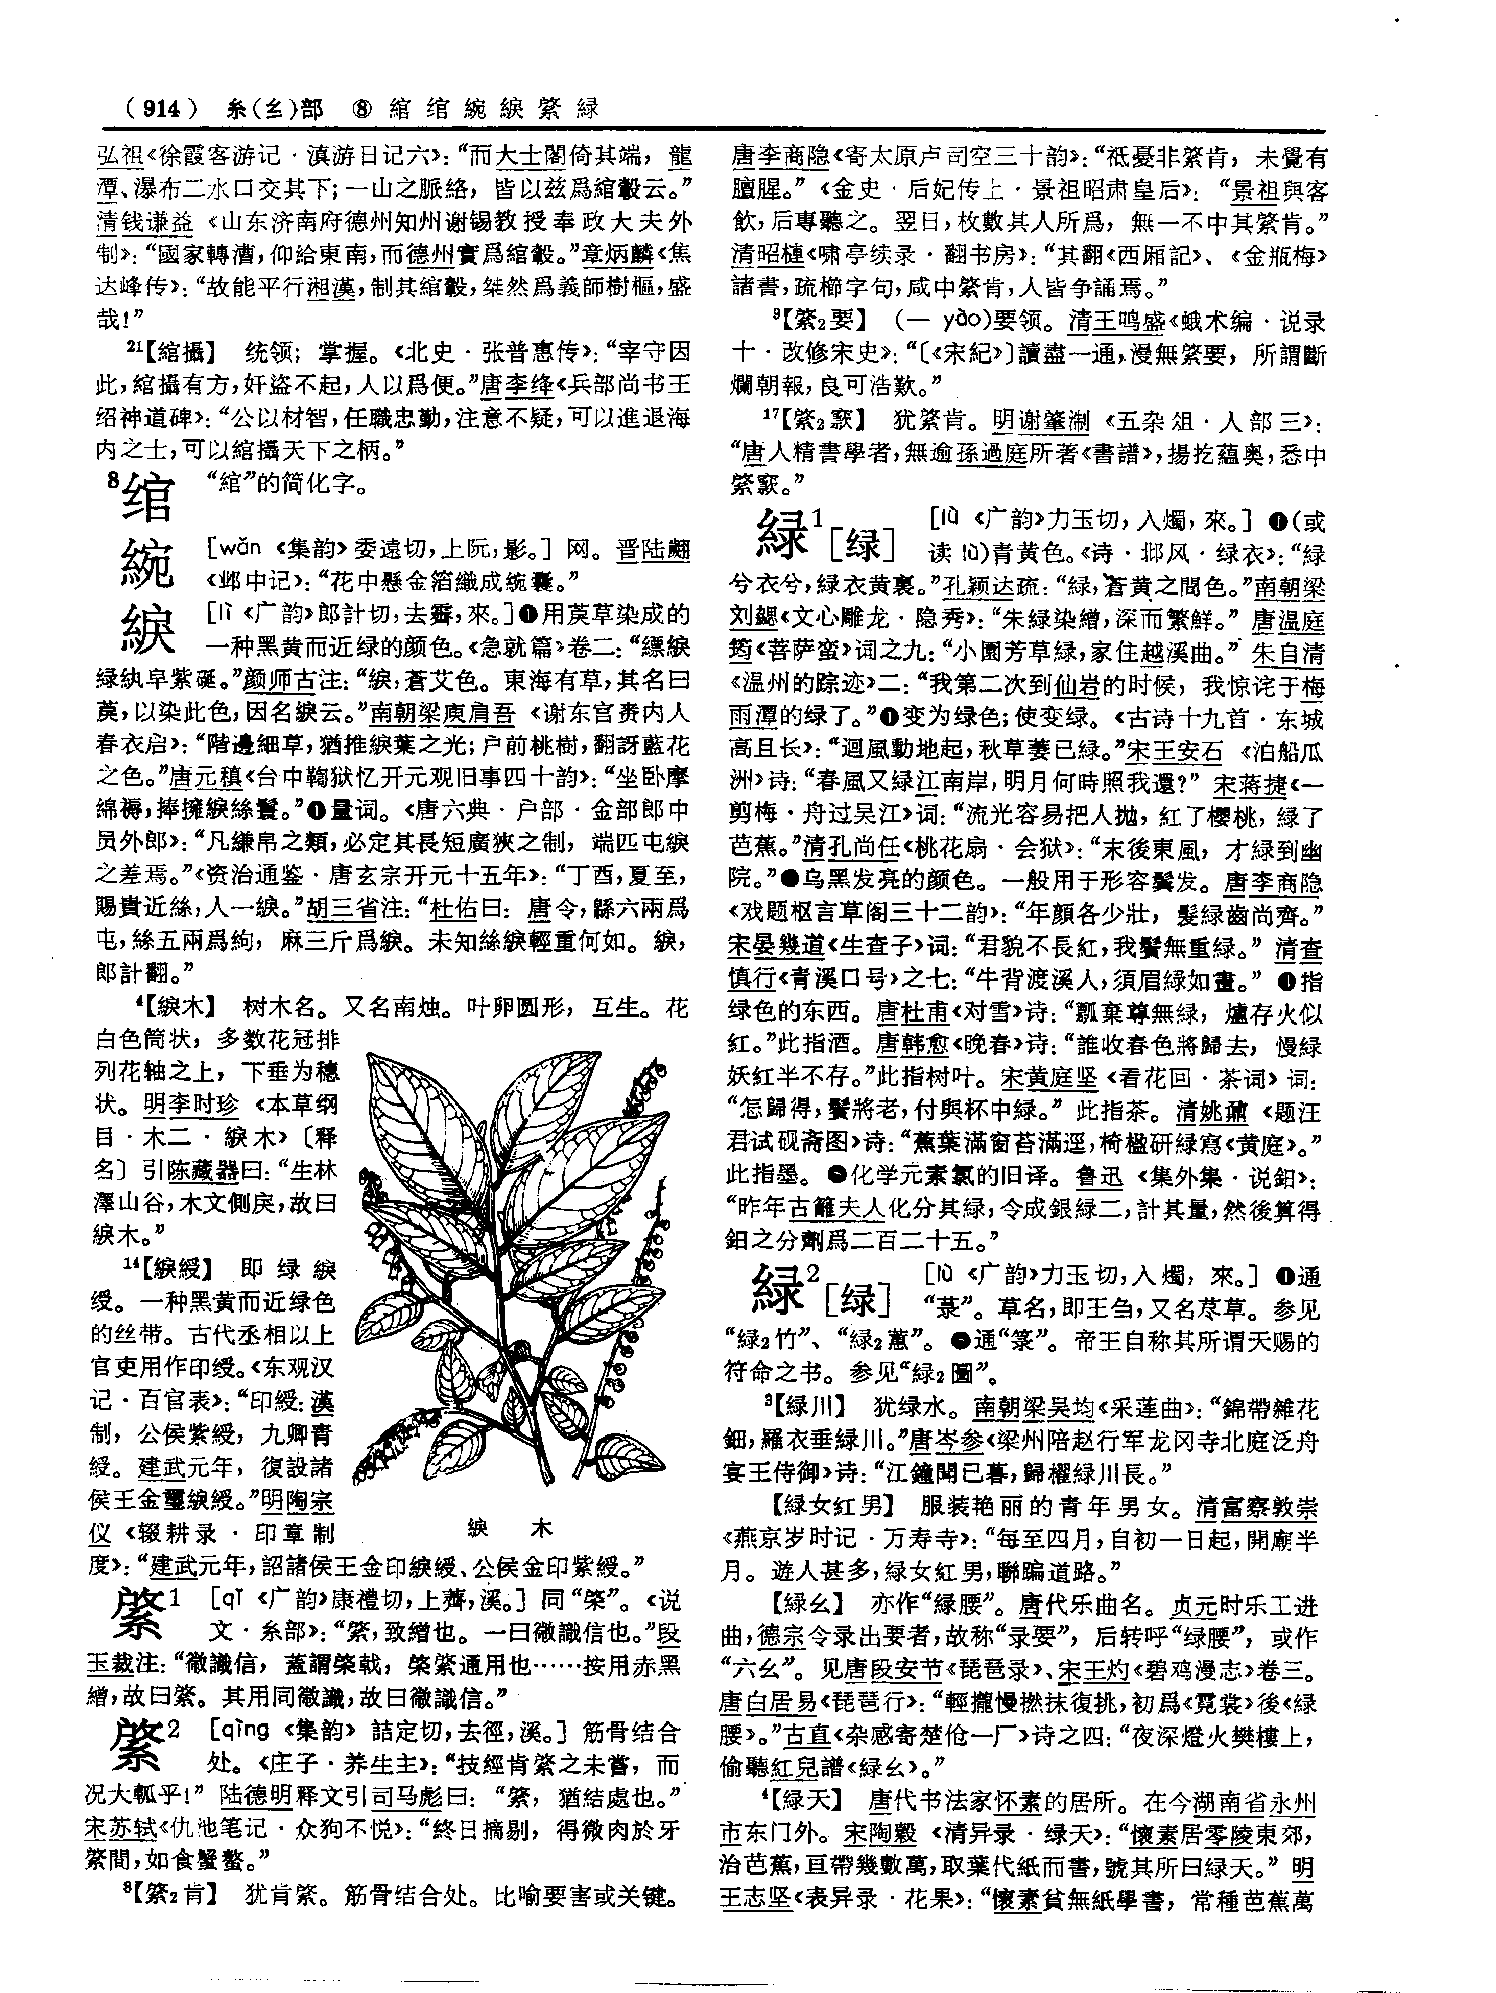 （914） 糸(糹)部 ⑧ 綰 绾 綩 綟 綮 緑
弘祖《徐霞客游记·滇游日记六》：“而大士閣倚其端，龍
潭、瀑布二水口交其下；一山之脈絡，皆以兹爲綰轂云。”
清钱谦益《山东济南府德州知州谢锡教授奉政大夫外
制》：“國家轉漕，仰給東南，而德州實爲綰轂。”章炳麟《焦
达峰传》：“故能平行湘漢，制其綰轂，桀然爲義師樹樞，盛
哉！”
21【綰攝】 统领；掌握。《北史·张普惠传》：“宰守因
此，綰攝有方，奸盜不起，人以爲便。”唐李绛《兵部尚书王
绍神道碑》：“公以材智，任職忠勤，注意不疑，可以進退海
内之士，可以綰攝天下之柄。”
8绾 “綰”的简化字。
綩 [wǎn《集韵》委遠切，上阮，影。] 网。晋陆翽
《邺中记》：“花中懸金箔織成綩囊。”
綟 [lì《广韵》郎計切，去霽，來。]❶用莀草染成的
一种黑黄而近绿的颜色。《急就篇》卷二：“縹綟
緑紈皁紫硟。”颜师古注：“綟，蒼艾色。東海有草，其名曰
莀，以染此色，因名綟云。”南朝梁庾肩吾《谢东宫赉内人
春衣启》：“階邊細草，猶推綟葉之光；户前桃樹，翻訝藍花
之色。”唐元稹《台中鞫狱忆开元观旧事四十韵》：“坐卧摩
綿褥，捧擁綟絲鬟。”❷量词。《唐六典·户部·金部郎中
员外郎》：“凡縑帛之類，必定其長短廣狹之制，端匹屯綟
之差焉。”《资治通鉴·唐玄宗开元十五年》：“丁酉，夏至，
賜貴近絲，人一綟。”胡三省注：“杜佑曰：唐令，緜六兩爲
屯，絲五兩爲絇，麻三斤爲綟。未知絲綟輕重何如。綟，
郎計翻。”
4【綟木】 树木名。又名南烛。叶卵圆形，互生。花
白色筒状，多数花冠排
列花轴之上，下垂为穗
状。明李时珍《本草纲
目·木二·綟木》〔释
名〕引陈藏器曰：“生林
澤山谷，木文側戾，故曰
綟木。”
14【綟綬】 即绿綟
绶。一种黑黄而近绿色
的丝带。古代丞相以上
官吏用作印绶。《东观汉
记·百官表》：“印綬：漢
制，公侯紫綬，九卿青
綬。建武元年，復設諸
侯王金璽綟綬。”明陶宗
仪《辍耕录·印章制
綟 木
度》：“建武元年，詔諸侯王金印綟綬、公侯金印紫綬。”
綮1 [qǐ《广韵》康禮切，上薺，溪。] 同“棨”。《说
文·糸部》：“綮，致繒也。一曰徽識信也。”段
玉裁注：“徽識信，蓋謂棨戟，棨綮通用也……按用赤黑
繒，故曰綮。其用同徽識，故曰徽識信。”
綮2 [qìng《集韵》詰定切，去徑，溪。] 筋骨结合
处。《庄子·养生主》：“技經肯綮之未嘗，而
况大軱乎！”陆德明释文引司马彪曰：“綮，猶結處也。”
宋苏轼《仇池笔记·众狗不悦》：“終日摘剔，得微肉於牙
綮間，如食蟹螯。”
8【綮2肯】 犹肯綮。筋骨结合处。比喻要害或关键。
唐李商隐《寄太原卢司空三十韵》：“祗憂非綮肯，未覺有
膻腥。”《金史·后妃传上·景祖昭肃皇后》：“景祖與客
飲，后專聽之。翌日，枚數其人所爲，無一不中其綮肯。”
清昭槤《啸亭续录·翻书房》：“其翻《西厢記》、《金瓶梅》
諸書，疏櫛字句，咸中綮肯，人皆争誦焉。”
9【綮2要】 (— yào)要领。清王鸣盛《蛾术编·说录
十·改修宋史》：“〔《宋紀》〕讀盡一通，漫無綮要，所謂斷
爛朝報，良可浩歎。”
17【綮2窾】 犹綮肯。明谢肇淛《五杂俎·人部三》：
“唐人精書學者，無逾孫過庭所著《書譜》，揚扢藴奥，悉中
綮窾。”
緑1［绿］ [lǜ《广韵》力玉切，入燭，來。] ❶(或
读 lù)青黄色。《诗·邶风·绿衣》：“緑
兮衣兮，緑衣黄裏。”孔颖达疏：“緑，蒼黄之間色。”南朝梁
刘勰《文心雕龙·隐秀》：“朱緑染繒，深而繁鮮。”唐温庭
筠《菩萨蛮》词之九：“小園芳草緑，家住越溪曲。”朱自清
《温州的踪迹》二：“我第二次到仙岩的时候，我惊诧于梅
雨潭的绿了。”❷变为绿色；使变绿。《古诗十九首·东城
高且长》：“迴風動地起，秋草萋已緑。”宋王安石《泊船瓜
洲》诗：“春風又緑江南岸，明月何時照我還？”宋蒋捷《一
剪梅·舟过吴江》词：“流光容易把人拋，紅了櫻桃，緑了
芭蕉。”清孔尚任《桃花扇·会狱》：“末後東風，才緑到幽
院。”❸乌黑发亮的颜色。一般用于形容鬓发。唐李商隐
《戏题枢言草阁三十二韵》：“年顔各少壯，髮緑齒尚齊。”
宋晏幾道《生查子》词：“君貌不長紅，我鬢無重緑。”清查
慎行《青溪口号》之七：“牛背渡溪人，須眉緑如畫。”❹指
绿色的东西。唐杜甫《对雪》诗：“瓢棄尊無緑，爐存火似
紅。”此指酒。唐韩愈《晚春》诗：“誰收春色將歸去，慢緑
妖紅半不存。”此指树叶。宋黄庭坚《看花回·茶词》词：
“怎歸得，鬢將老，付與杯中緑。”此指茶。清姚鼐《题汪
君试砚斋图》诗：“蕉葉滿窗苔滿逕，椅楹研緑寫《黄庭》。”
此指墨。❺化学元素氯的旧译。鲁迅《集外集·说鈤》：
“昨年古籬夫人化分其緑，令成銀緑二，計其量，然後算得
鈤之分劑爲二百二十五。”
緑2［绿］ [lù《广韵》力玉切，入燭，來。] ❶通
“菉”。草名，即王刍，又名荩草。参见
“緑2竹”、“緑2蕙”。❷通“箓”。帝王自称其所谓天赐的
符命之书。参见“緑2圖”。
3【緑川】 犹绿水。南朝梁吴均《采莲曲》：“錦帶雜花
鈿，羅衣垂緑川。”唐岑参《梁州陪赵行军龙冈寺北庭泛舟
宴王侍御》诗：“江鐘聞已暮，歸櫂緑川長。”
【緑女紅男】 服装艳丽的青年男女。清富察敦崇
《燕京岁时记·万寿寺》：“每至四月，自初一日起，開廟半
月。遊人甚多，緑女紅男，聯騙道路。”
【緑幺】 亦作“緑腰”。唐代乐曲名。贞元时乐工进
曲，德宗令录出要者，故称“录要”，后转呼“绿腰”，或作
“六幺”。见唐段安节《琵琶录》、宋王灼《碧鸡漫志》卷三。
唐白居易《琵琶行》：“輕攏慢撚抹復挑，初爲《霓裳》後《緑
腰》。”古直《杂感寄楚伧一厂》诗之四：“夜深燈火樊樓上，
偷聽紅兒譜《緑幺》。”
4【緑天】 唐代书法家怀素的居所。在今湖南省永州
市东门外。宋陶穀《清异录·绿天》：“懷素居零陵東郊，
治芭蕉，亘帶幾數萬，取葉代紙而書，號其所曰緑天。”明
王志坚《表异录·花果》：“懷素貧無紙學書，常種芭蕉萬